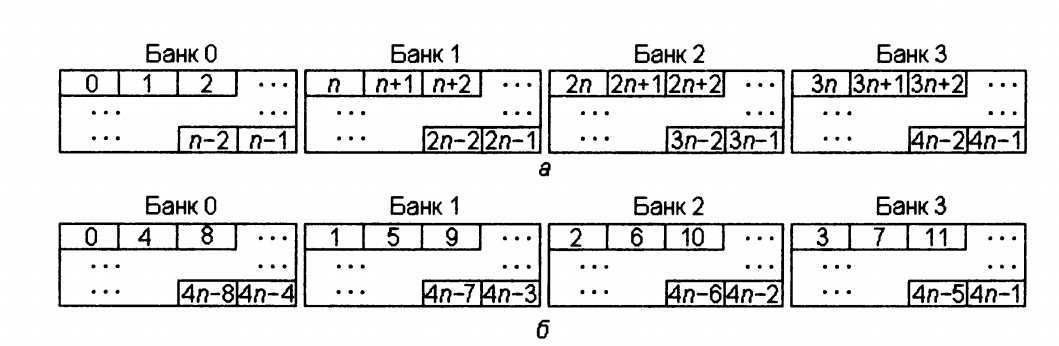 Банк 0 Банк 1 Банк 2 Банк 3
0 1 2 ··· n n+1 n+2 ··· 2n 2n+1 2n+2 ··· 3n 3n+1 3n+2 ···
··· ··· ··· ··· ··· ··· ··· ···
··· n−2 n−1 ··· 2n−2 2n−1 ··· 3n−2 3n−1 ··· 4n−2 4n−1
а
Банк 0 Банк 1 Банк 2 Банк 3
0 4 8 ··· 1 5 9 ··· 2 6 10 ··· 3 7 11 ···
··· ··· ··· ··· ··· ··· ··· ···
··· 4n−8 4n−4 ··· 4n−7 4n−3 ··· 4n−6 4n−2 ··· 4n−5 4n−1
б